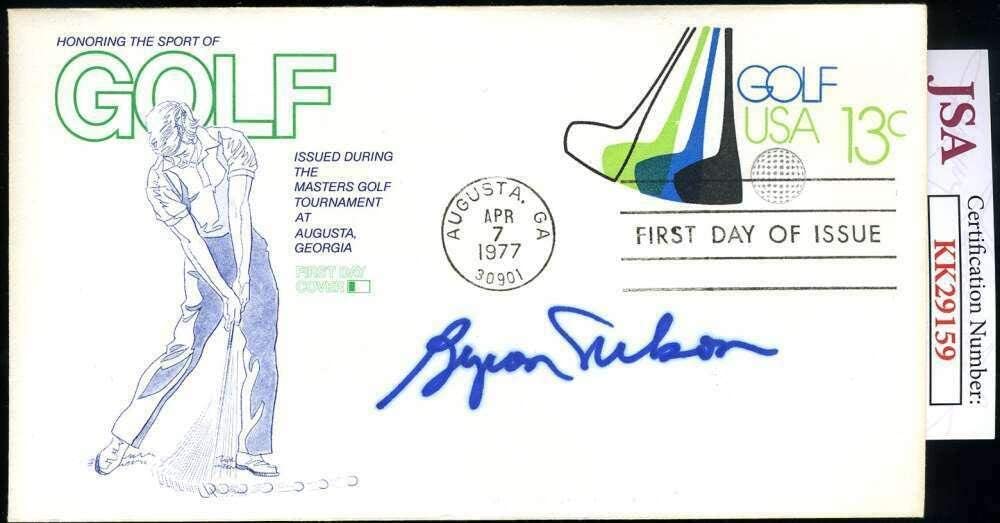 HONORING THE SPORT OF
GOLF
ISSUED DURING
THE
MASTERS GOLF
TOURNAMENT
AT
AUGUSTA,
GEORGIA
FIRST DAY
COVER
GOLF
USA 13c
AUGUSTA, GA
APR
7
1977
30901
FIRST DAY OF ISSUE
Byron Nelson
JSA
Certification Number:
KK29159